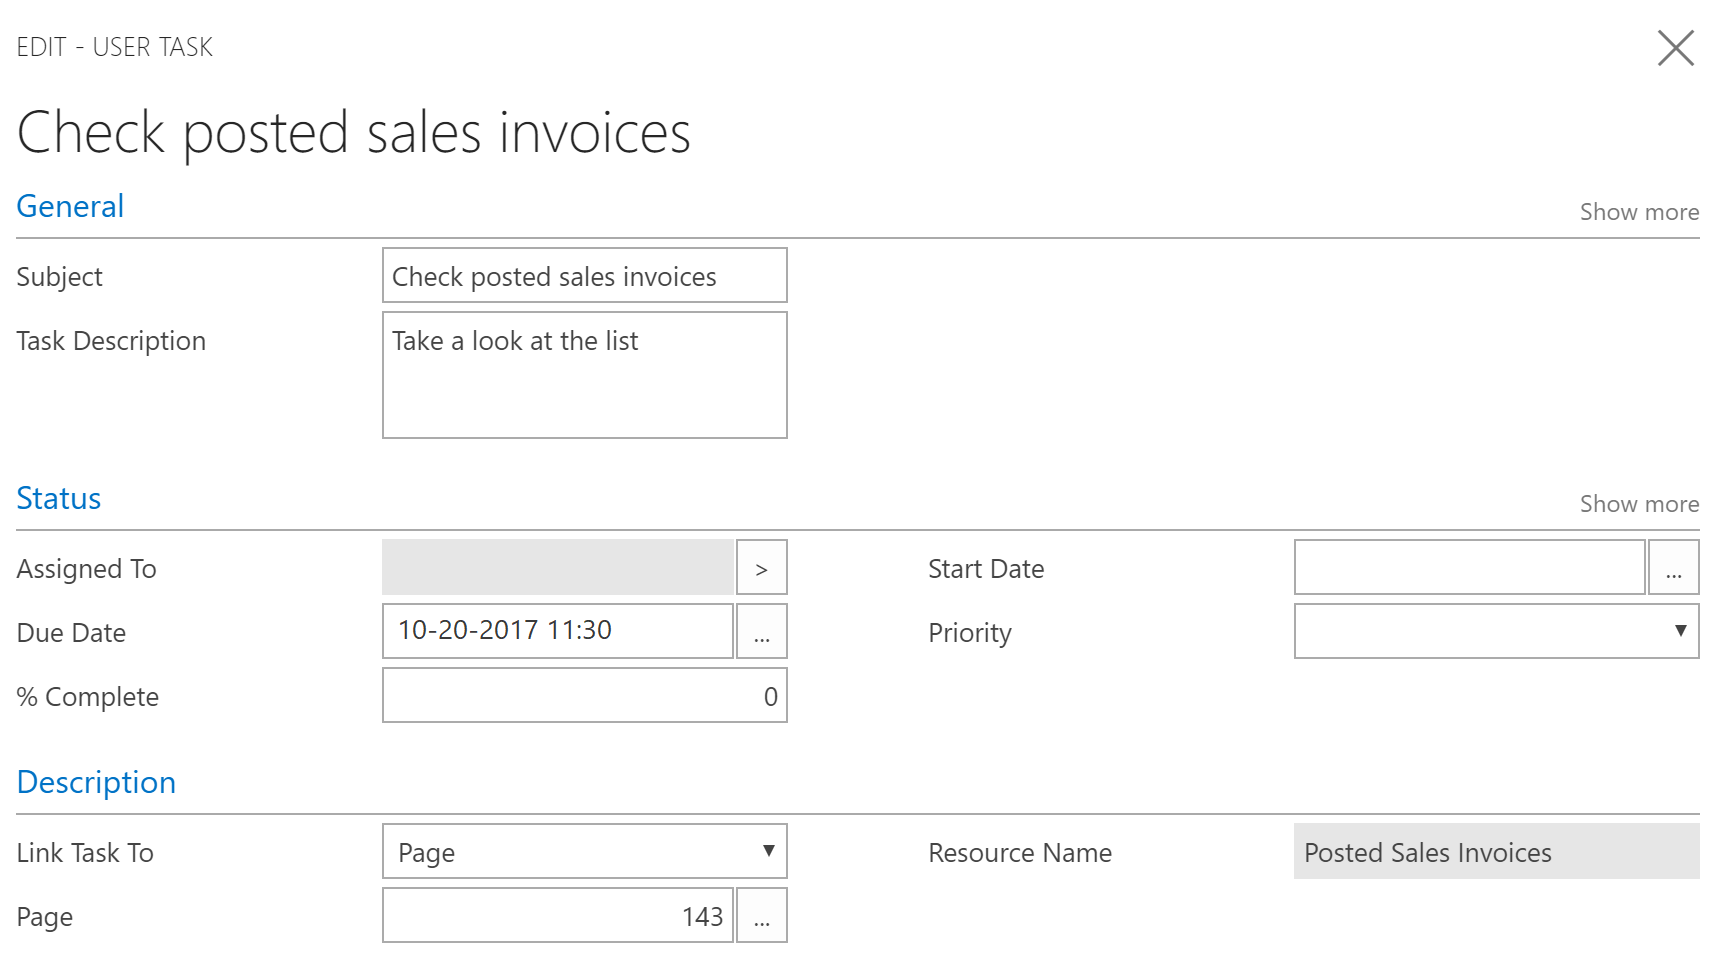 EDIT - USER TASK
Check posted sales invoices
General
Show more
Subject
Check posted sales invoices
Task Description
Take a look at the list
Status
Show more
Assigned To
>
Start Date
...
Due Date
10-20-2017 11:30
...
Priority
% Complete
0
Description
Link Task To
Page
Resource Name
Posted Sales Invoices
Page
143
...